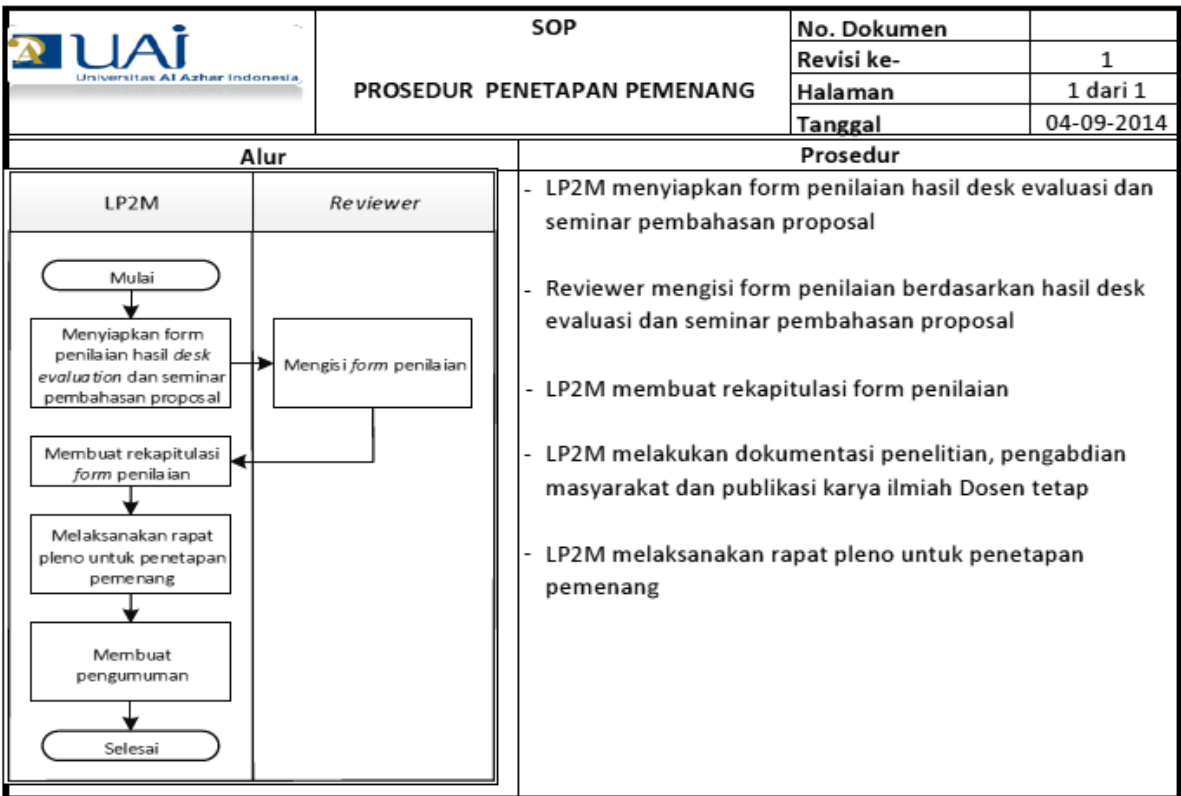 UAI
Universitas Al Azhar Indonesia
SOP
PROSEDUR PENETAPAN PEMENANG
No. Dokumen
Revisi ke- 1
Halaman 1 dari 1
Tanggal 04-09-2014
Alur
Prosedur
LP2M
Reviewer
Mulai
Menyiapkan form
penilaian hasil desk
evaluation dan seminar
pembahasan proposal
Mengisi form penilaian
Membuat rekapitulasi
form penilaian
Melaksanakan rapat
pleno untuk penetapan
pemenang
Membuat
pengumuman
Selesai
- LP2M menyiapkan form penilaian hasil desk evaluasi dan
seminar pembahasan proposal
- Reviewer mengisi form penilaian berdasarkan hasil desk
evaluasi dan seminar pembahasan proposal
- LP2M membuat rekapitulasi form penilaian
- LP2M melakukan dokumentasi penelitian, pengabdian
masyarakat dan publikasi karya ilmiah Dosen tetap
- LP2M melaksanakan rapat pleno untuk penetapan
pemenang